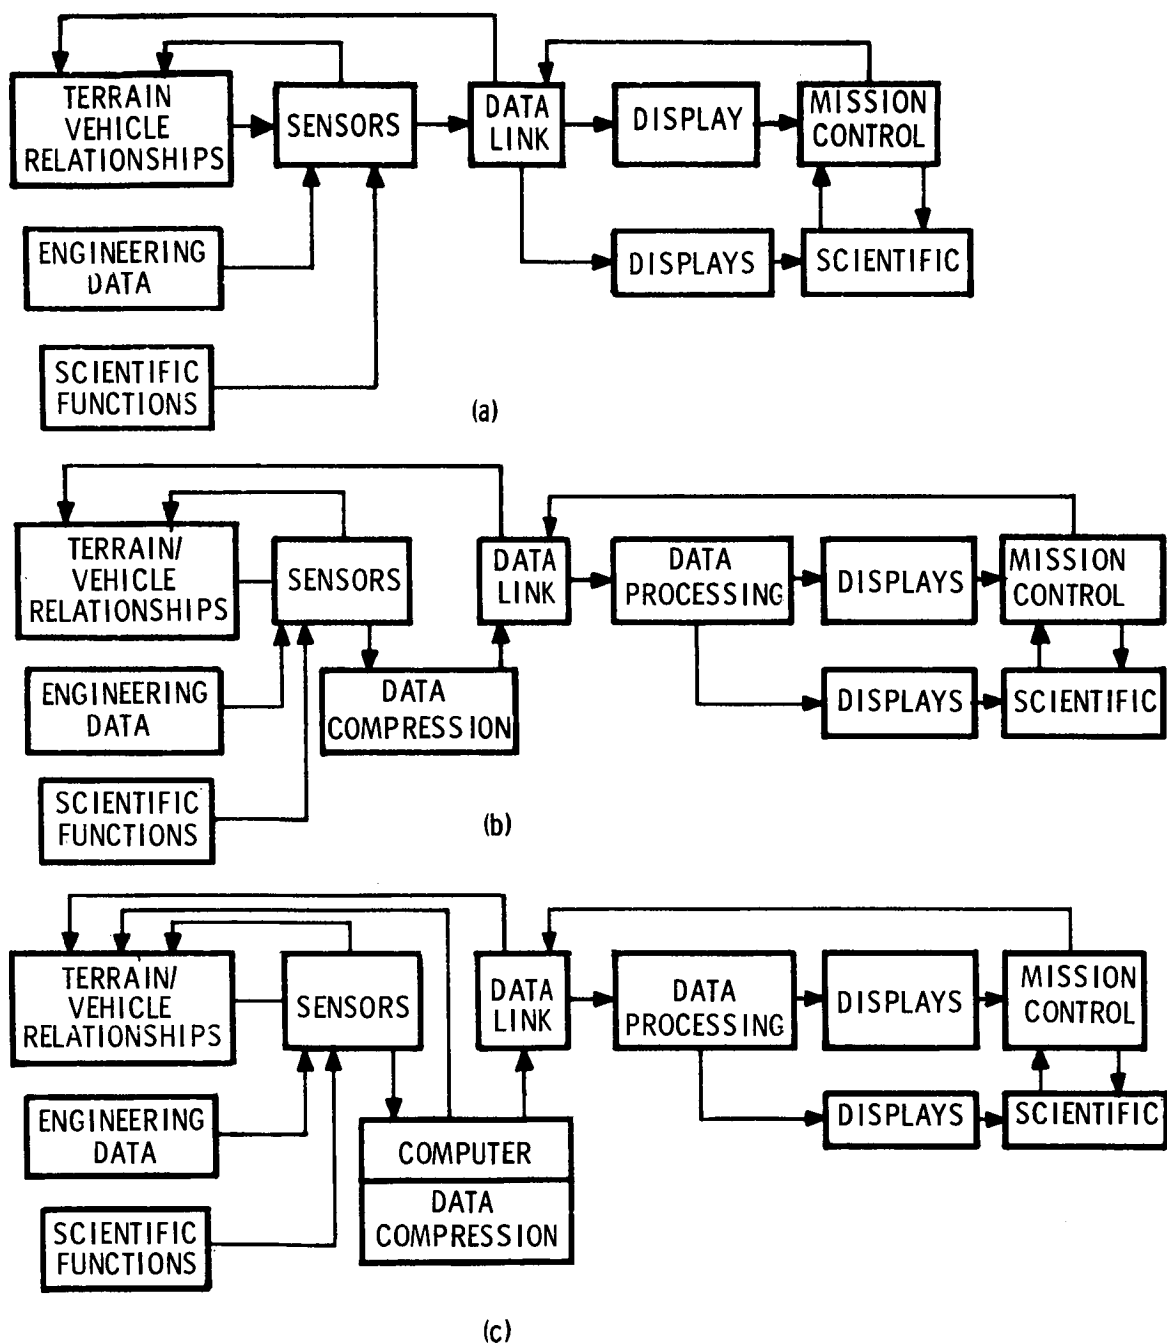 TERRAIN
VEHICLE
RELATIONSHIPS
SENSORS
DATA
LINK
DISPLAY
MISSION
CONTROL
ENGINEERING
DATA
DISPLAYS
SCIENTIFIC
SCIENTIFIC
FUNCTIONS
(a)
TERRAIN/
VEHICLE
RELATIONSHIPS
SENSORS
DATA
LINK
DATA
PROCESSING
DISPLAYS
MISSION
CONTROL
ENGINEERING
DATA
DATA
COMPRESSION
DISPLAYS
SCIENTIFIC
SCIENTIFIC
FUNCTIONS
(b)
TERRAIN/
VEHICLE
RELATIONSHIPS
SENSORS
DATA
LINK
DATA
PROCESSING
DISPLAYS
MISSION
CONTROL
ENGINEERING
DATA
COMPUTER
DATA
COMPRESSION
DISPLAYS
SCIENTIFIC
SCIENTIFIC
FUNCTIONS
(c)